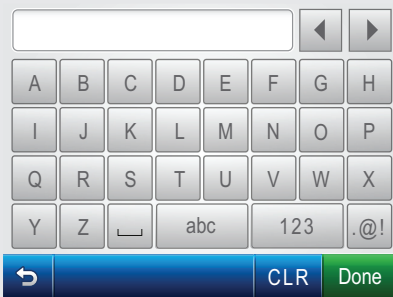 A B C D E F G H
I J K L M N O P
Q R S T U V W X
Y Z abc 123 .@!
CLR Done